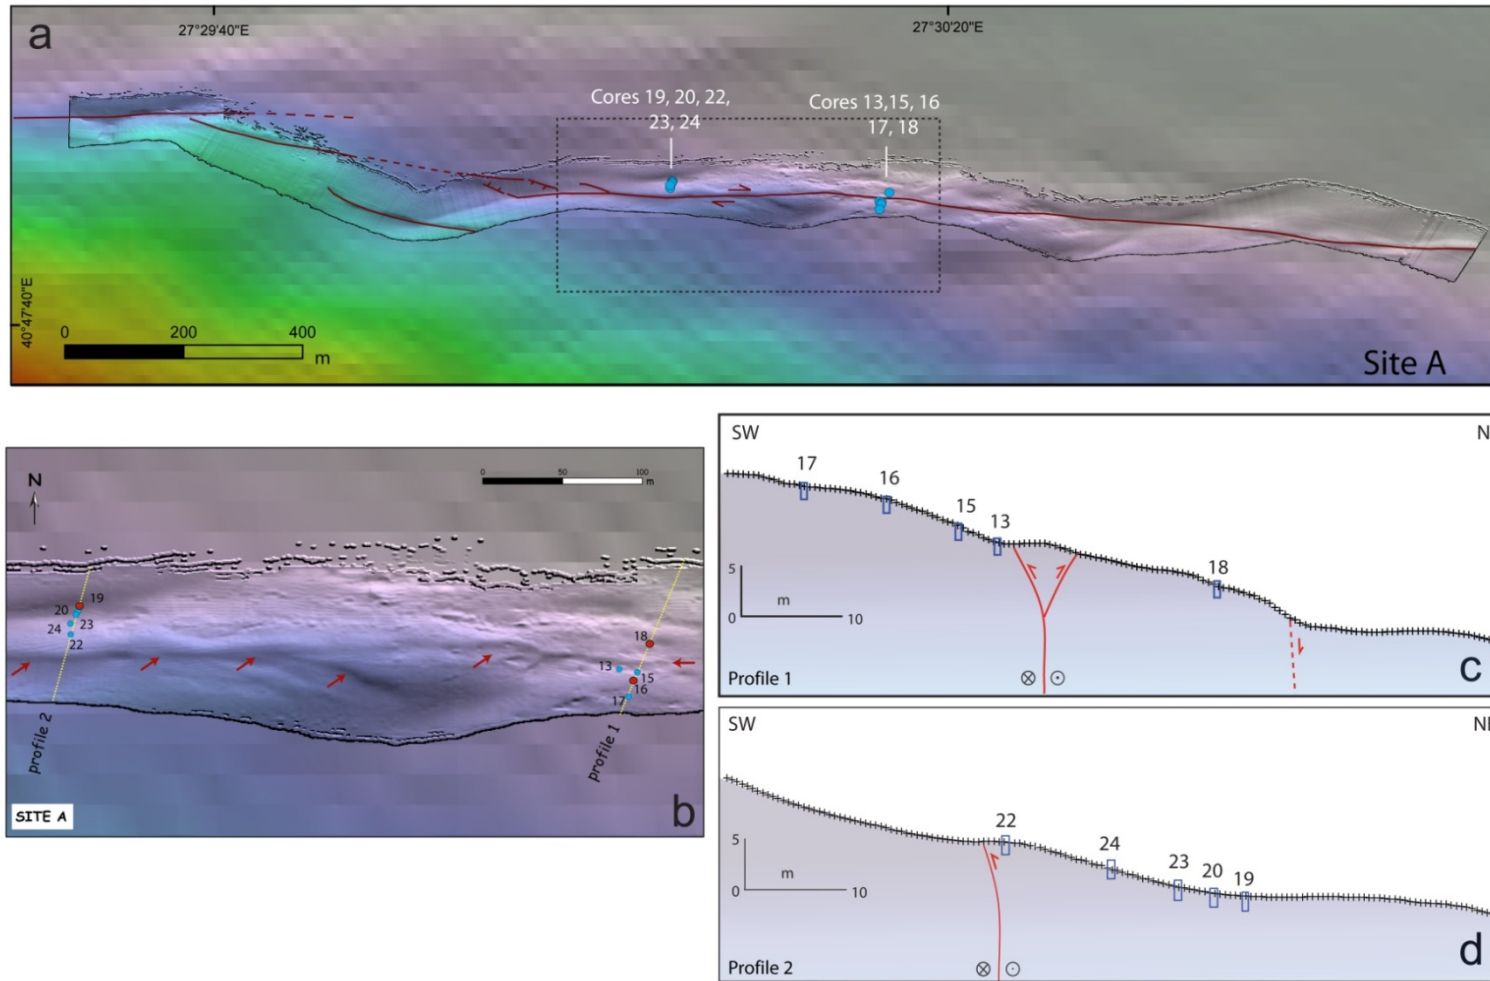 a
27°29'40"E
27°30'20"E
Cores 19, 20, 22,
23, 24
Cores 13,15, 16
17, 18
40°47'40"E
0 200 400
m
Site A
N
0 50 100
m
20 19
23
24
22
18
13
15
16
17
profile 2
profile 1
SITE A
b
SW N
17
16
15
13
18
5
m
0 10
Profile 1
c
SW NE
22
24
23
20
19
5
m
0 10
Profile 2
d